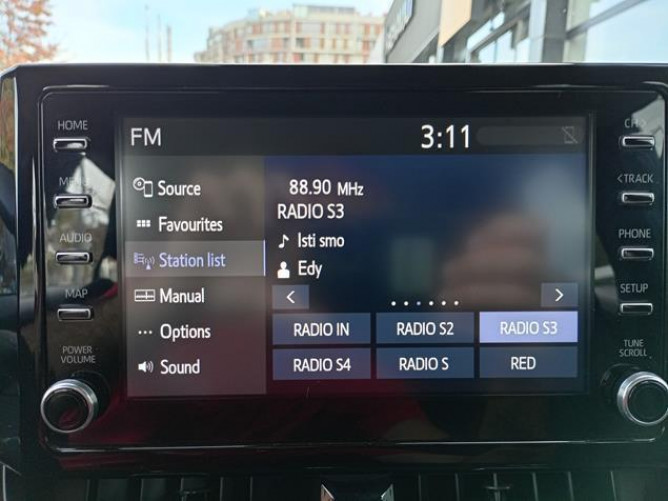 HOME
MENU
AUDIO
MAP
POWER
VOLUME
FM
3:11
Source
Favourites
Station list
Manual
Options
Sound
88.90 MHz
RADIO S3
Isti smo
Edy
<
>
RADIO IN
RADIO S2
RADIO S3
RADIO S4
RADIO S
RED
CH>
<TRACK
PHONE
SETUP
TUNE
SCROLL